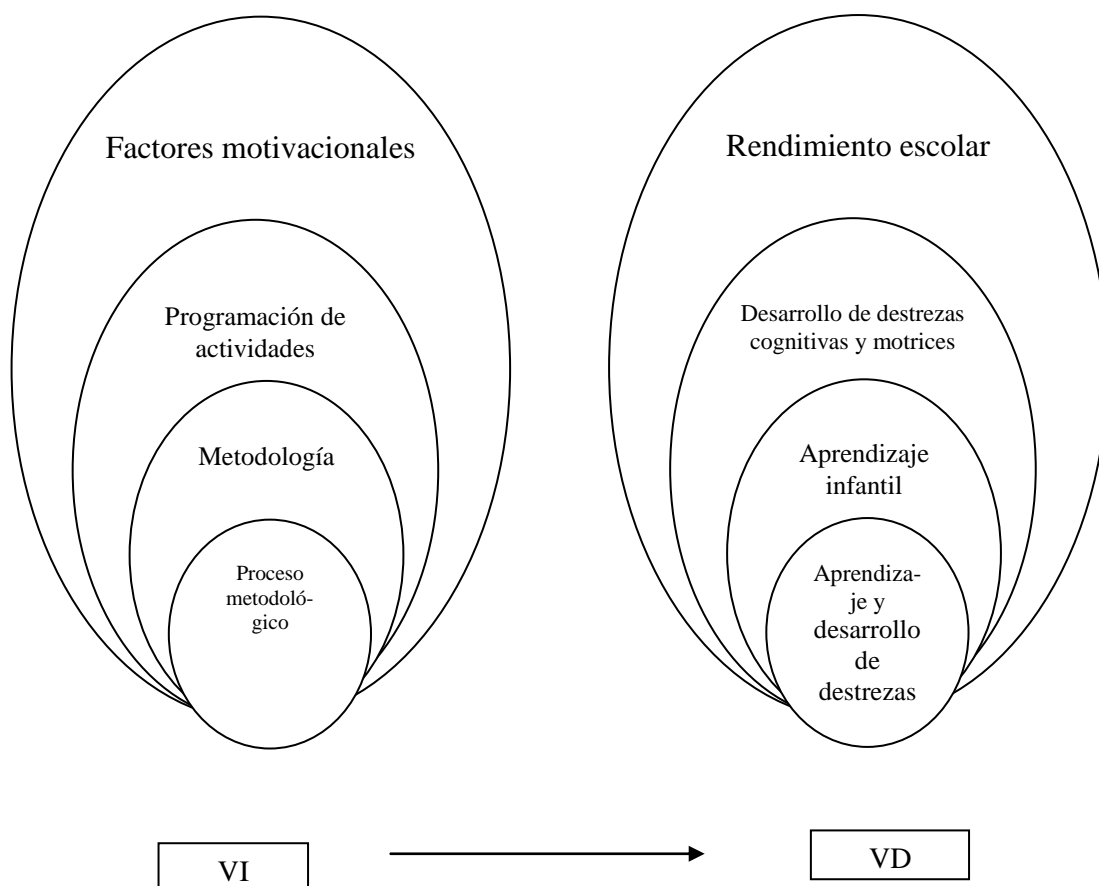 Factores motivacionales
Programación de
actividades
Metodología
Proceso
metodoló-
gico
Rendimiento escolar
Desarrollo de destrezas
cognitivas y motrices
Aprendizaje
infantil
Aprendiza-
je y
desarrollo
de
destrezas
VI
VD